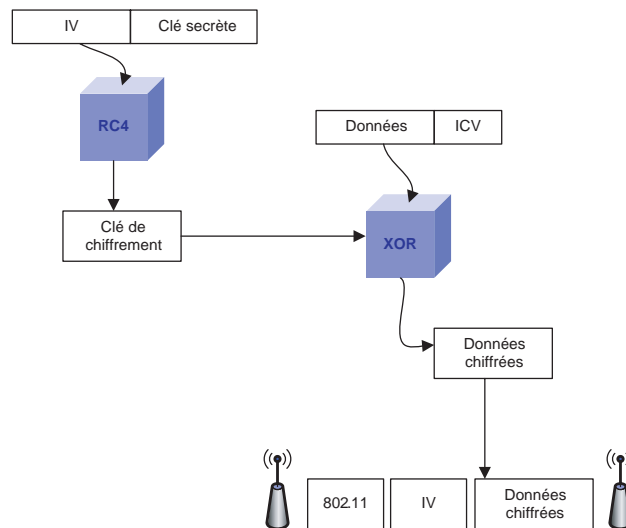 IV
Clé secrète
RC4
Données
ICV
Clé de
chiffrement
XOR
Données
chiffrées
802.11
IV
Données
chiffrées